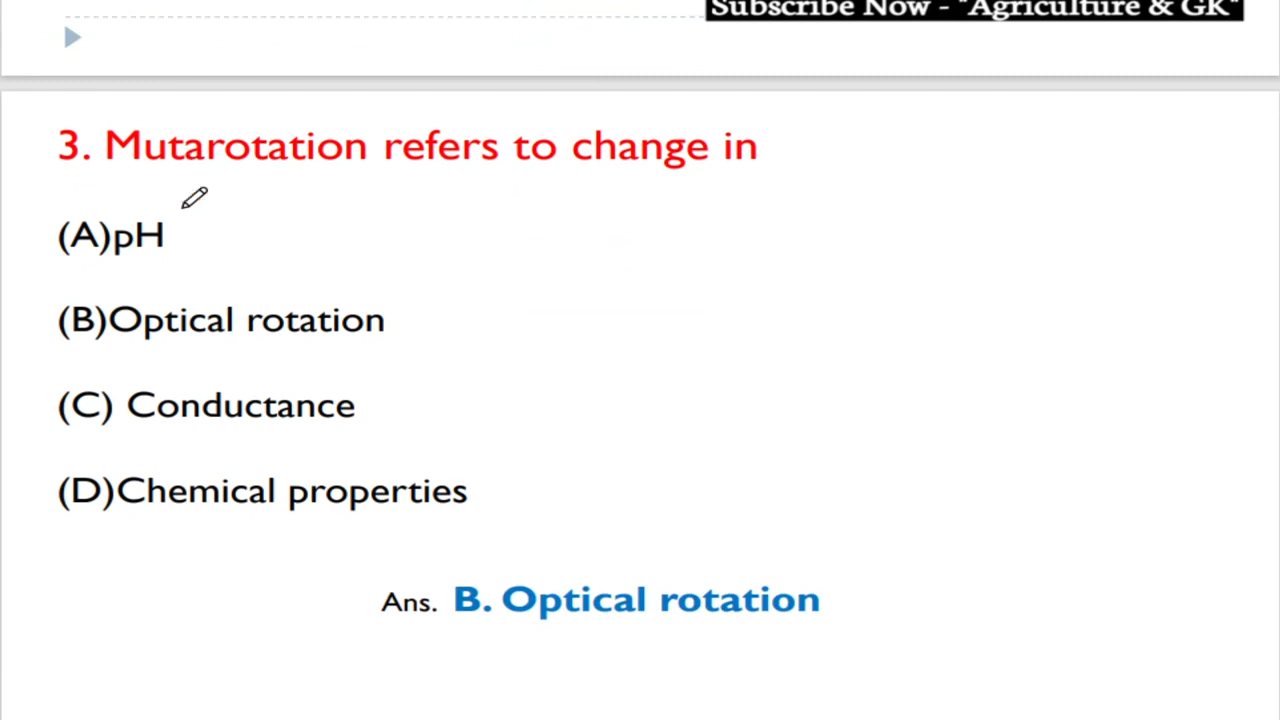 Subscribe Now - "Agriculture & GK"
3. Mutarotation refers to change in
(A)pH
(B)Optical rotation
(C) Conductance
(D)Chemical properties
Ans. B. Optical rotation